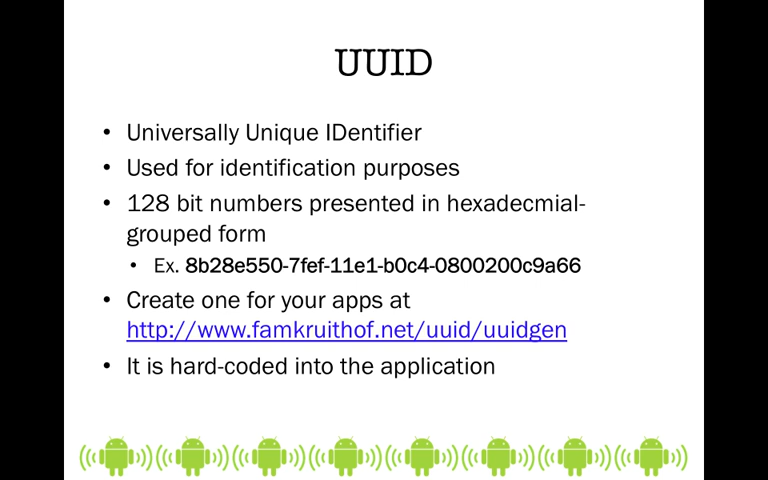 UUID
• Universally Unique IDentifier
• Used for identification purposes
• 128 bit numbers presented in hexadecmial-
grouped form
• Ex. 8b28e550-7fef-11e1-b0c4-0800200c9a66
• Create one for your apps at
http://www.famkruithof.net/uuid/uuidgen
• It is hard-coded into the application